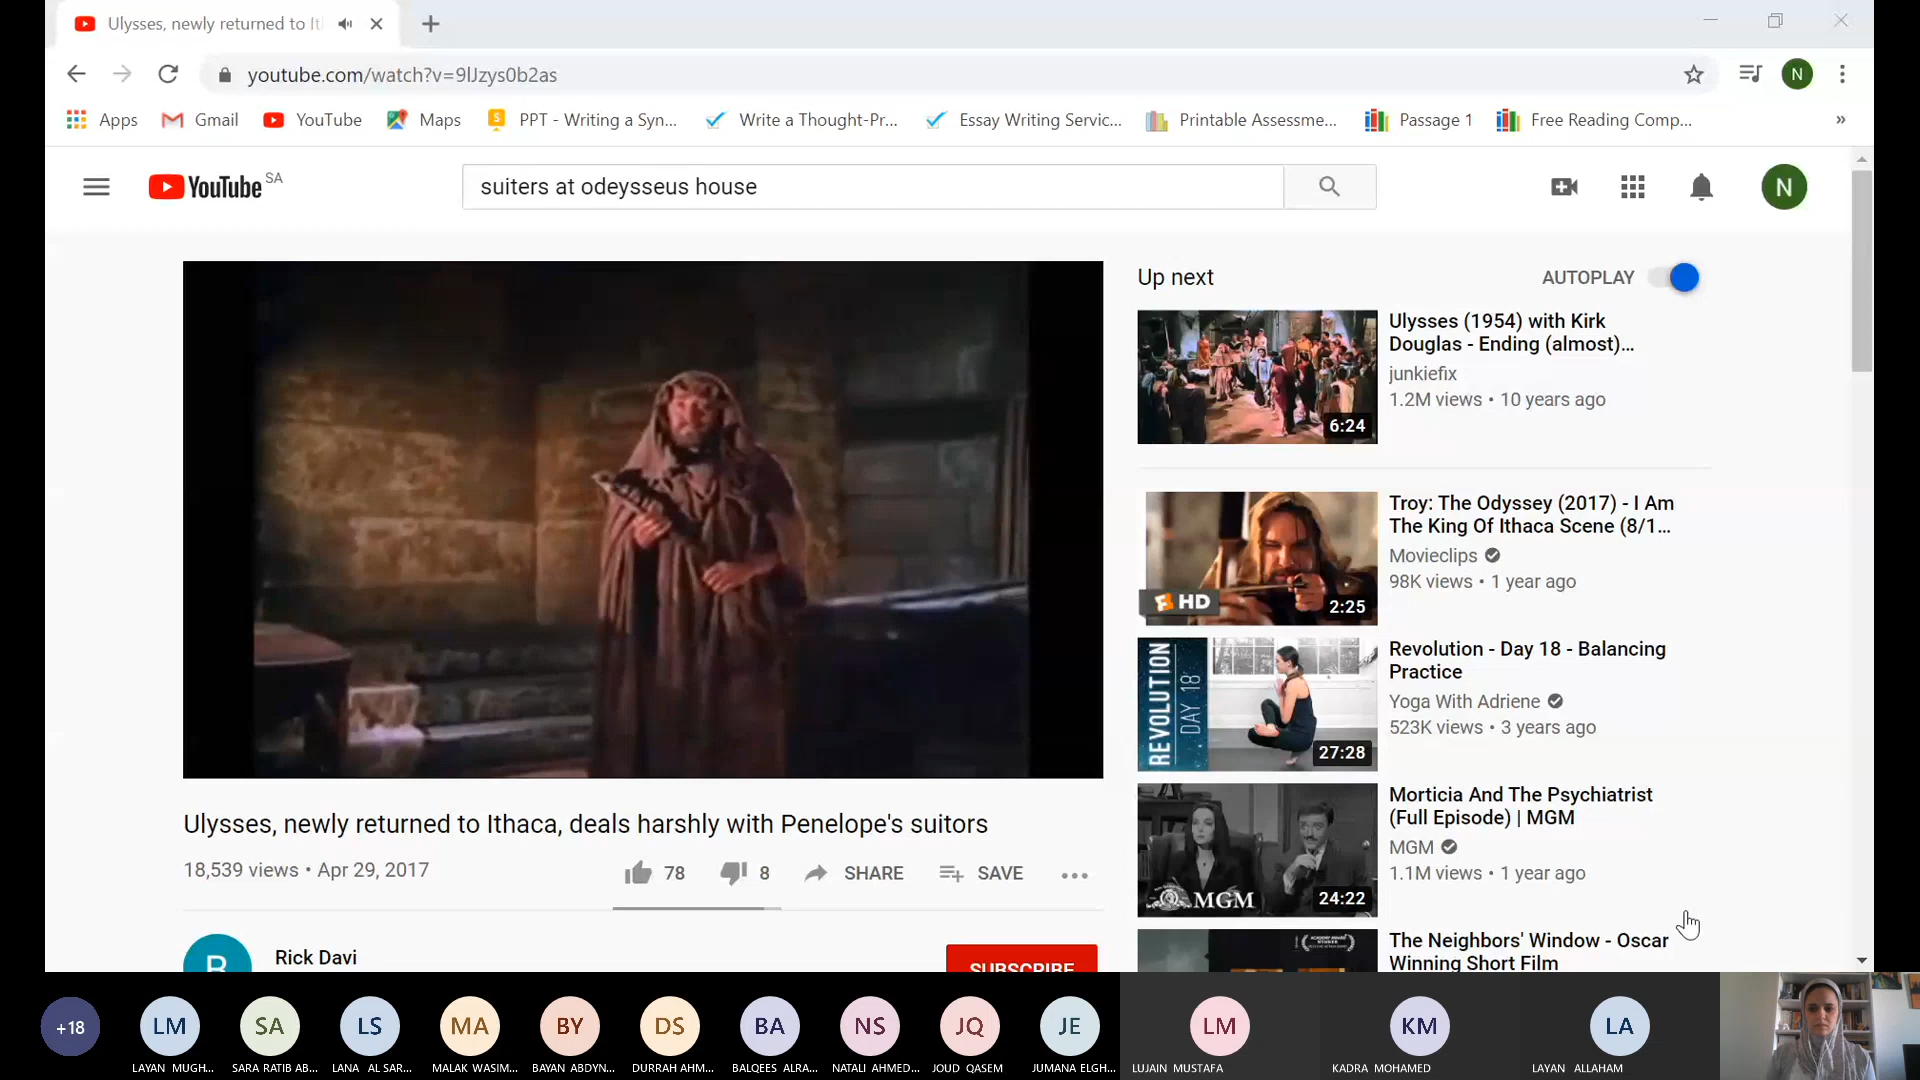 Ulysses, newly returned to It
youtube.com/watch?v=9lJzys0b2as
N
Apps
Gmail
YouTube
Maps
PPT - Writing a Syn...
Write a Thought-Pr...
Essay Writing Servic...
Printable Assessme...
Passage 1
Free Reading Comp...
»
YouTube SA
suiters at odeysseus house
N
Up next
AUTOPLAY
Ulysses (1954) with Kirk
Douglas - Ending (almost)...
junkiefix
1.2M views • 10 years ago
6:24
Troy: The Odyssey (2017) - I Am
The King Of Ithaca Scene (8/1...
Movieclips
98K views • 1 year ago
HD
2:25
Revolution - Day 18 - Balancing
Practice
Yoga With Adriene
523K views • 3 years ago
REVOLUTION
DAY 18:
27:28
Morticia And The Psychiatrist
(Full Episode) | MGM
MGM
1.1M views • 1 year ago
MGM
24:22
The Neighbors' Window - Oscar
Winning Short Film
Ulysses, newly returned to Ithaca, deals harshly with Penelope's suitors
18,539 views • Apr 29, 2017
78
8
SHARE
SAVE
R
Rick Davi
SUBSCRIBE
+18
LM
SA
LS
MA
BY
DS
BA
NS
JQ
JE
LM
KM
LA
LAYAN MUGH...
SARA RATIB AB...
LANA AL SAR...
MALAK WASIM...
BAYAN ABDYN...
DURRAH AHM...
BALQEES ALRA...
NATALI AHMED...
JOUD QASEM
JUMANA ELGH...
LUJAIN MUSTAFA
KADRA MOHAMED
LAYAN ALLAHAM